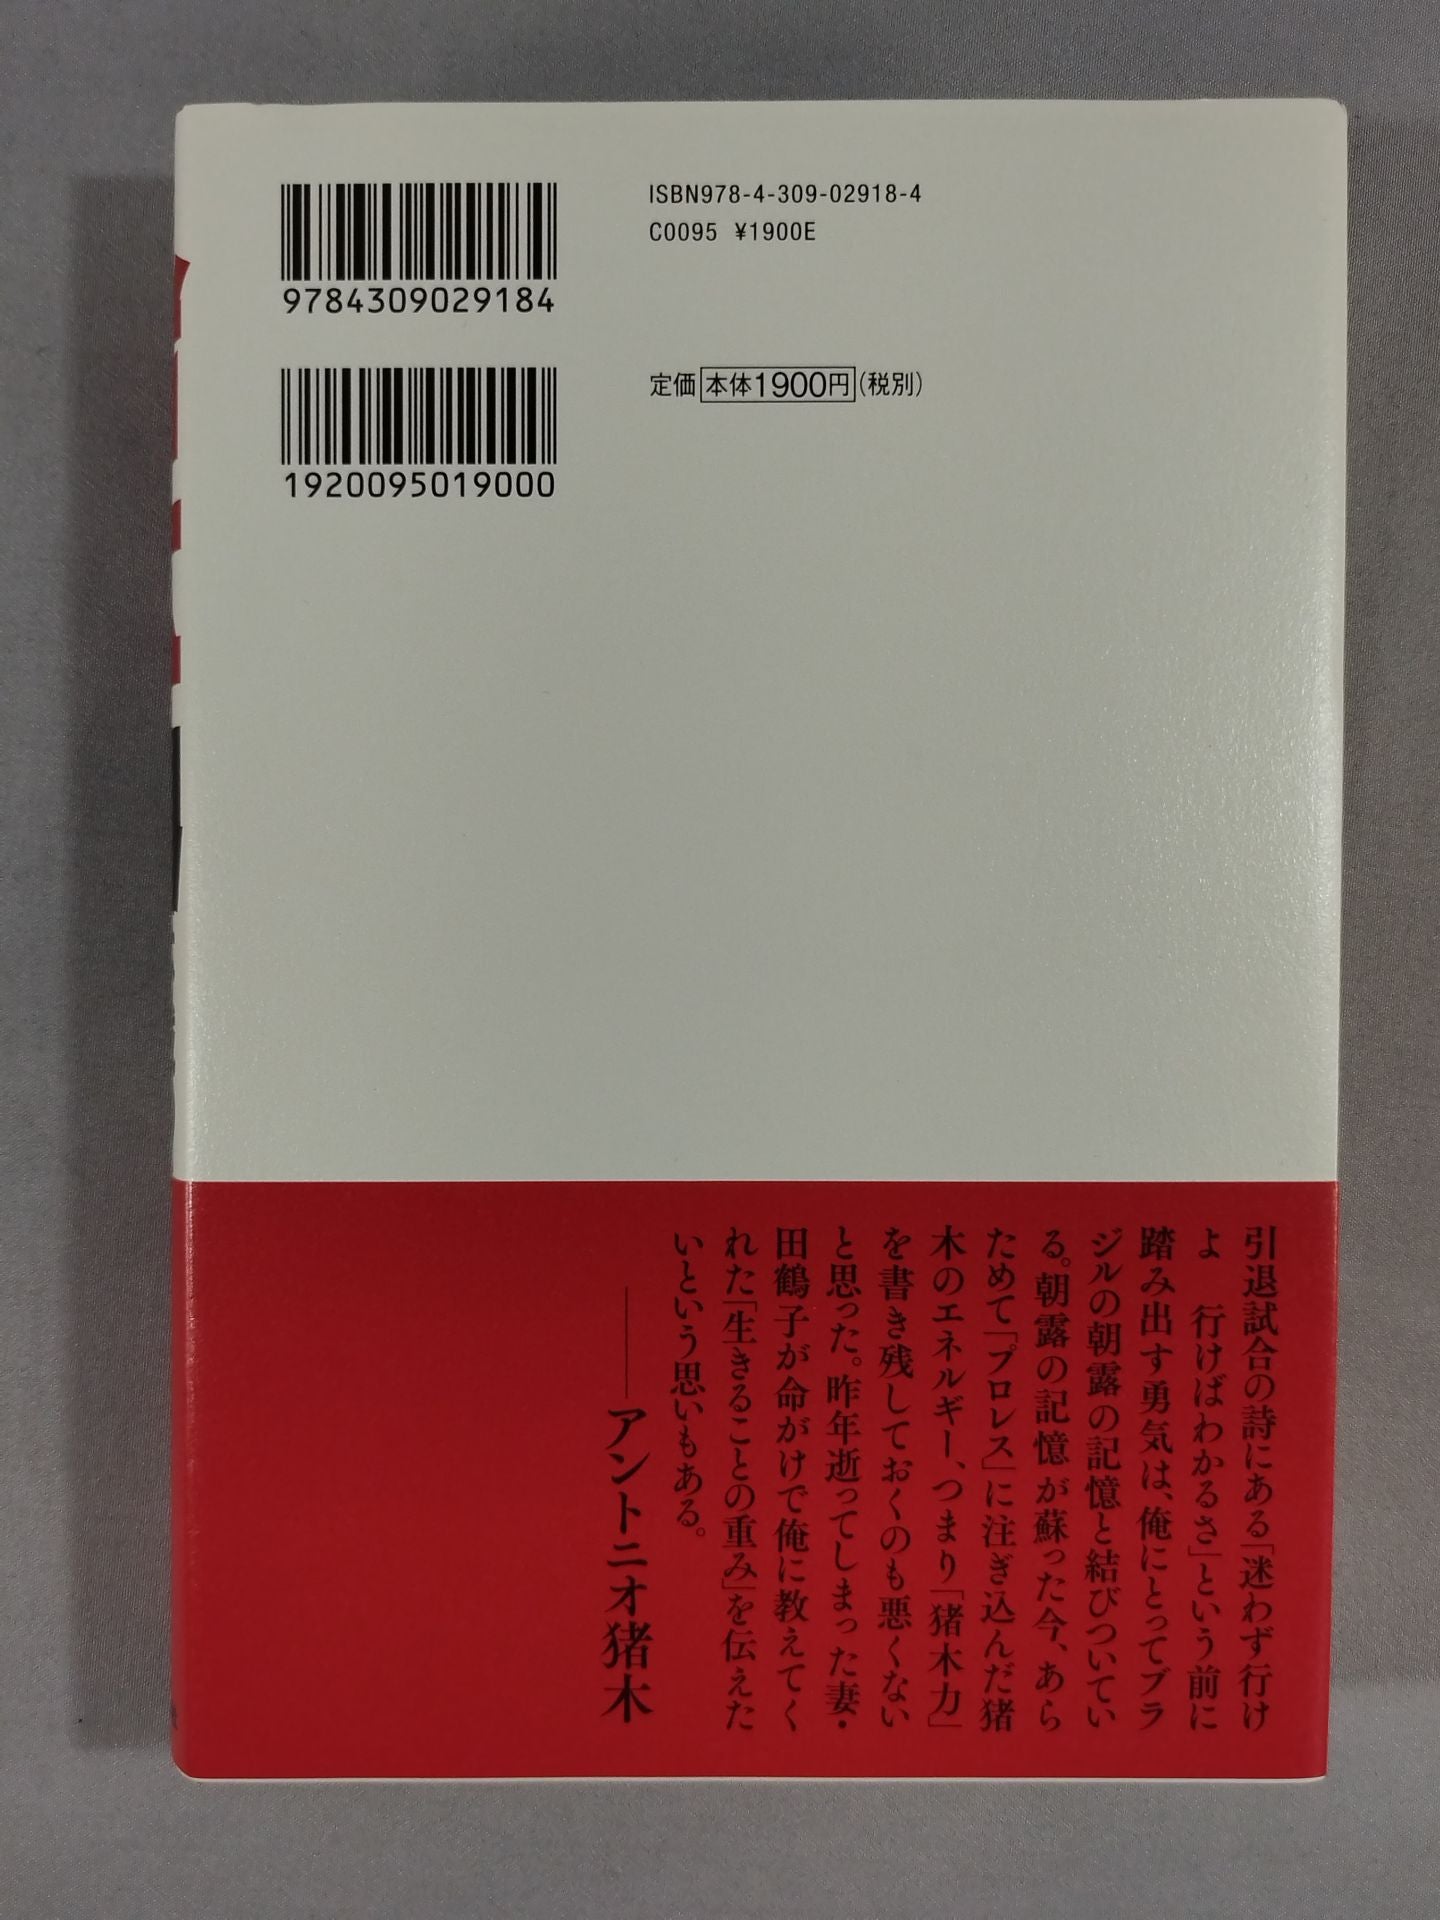 ISBN978-4-309-02918-4
C0095 ¥1900E
9784309029184
定価 本体1900円(税別)
1920095019000
引退試合の詩にある「迷わず行け
よ　行けばわかるさ」という前に
踏み出す勇気は、俺にとってブラ
ジルの朝露の記憶と結びついてい
る。朝露の記憶が蘇った今、あら
ためて「プロレス」に注ぎ込んだ猪
木のエネルギー、つまり「猪木力」
を書き残しておくのも悪くない
と思った。昨年逝ってしまった妻・
田鶴子が命がけで俺に教えてく
れた「生きることの重み」を伝えた
いという思いもある。
――アントニオ猪木